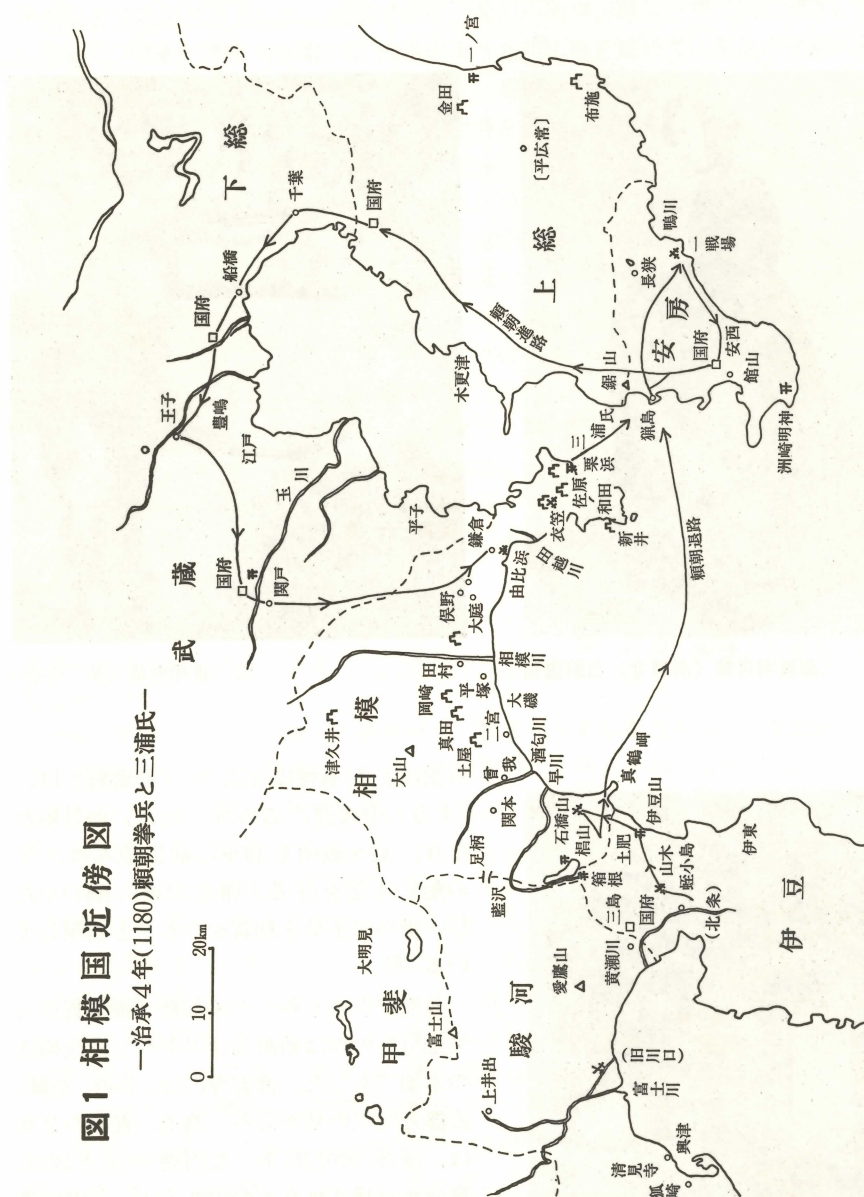 図1 相模国近傍図
―治承4年(1180)頼朝挙兵と三浦氏―
0 10 20km
下総
上総
安房
武蔵
相模
甲斐
駿河
伊豆
一ノ宮
金田
布施
〔平広常〕
千葉
国府
船橋
国府
王子
豊嶋
江戸
玉川
木更津
頼朝進路
鋸山
長狭
鴨川
一戦場
国府
安西
館山
洲崎明神
猟島
三浦氏
栗浜
佐原
衣笠
和田
新井
平子
鎌倉
由比浜
田越川
頼朝退路
国府
関戸
俣野
大庭
相模川
田村
岡崎
平塚
真田
大磯
土屋
二宮
曾我
酒匂川
早川
津久井
大山
関本
足柄
藍沢
石橋山
椙山
真鶴岬
土肥
伊豆山
箱根
三島
国府
山木
蛭小島
(北条)
伊東
黄瀬川
愛鷹山
大明見
富士山
上井出
(旧川口)
富士川
興津
清見寺
狐崎